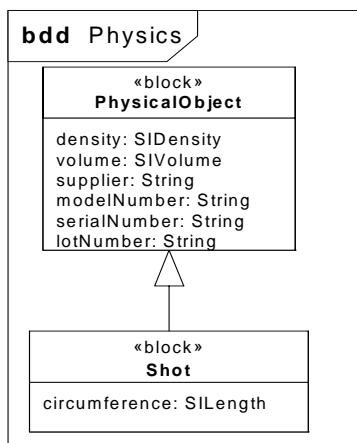 bdd Physics
«block»
PhysicalObject
density: SIDensity
volume: SIVolume
supplier: String
modelNumber: String
serialNumber: String
lotNumber: String
«block»
Shot
circumference: SILength